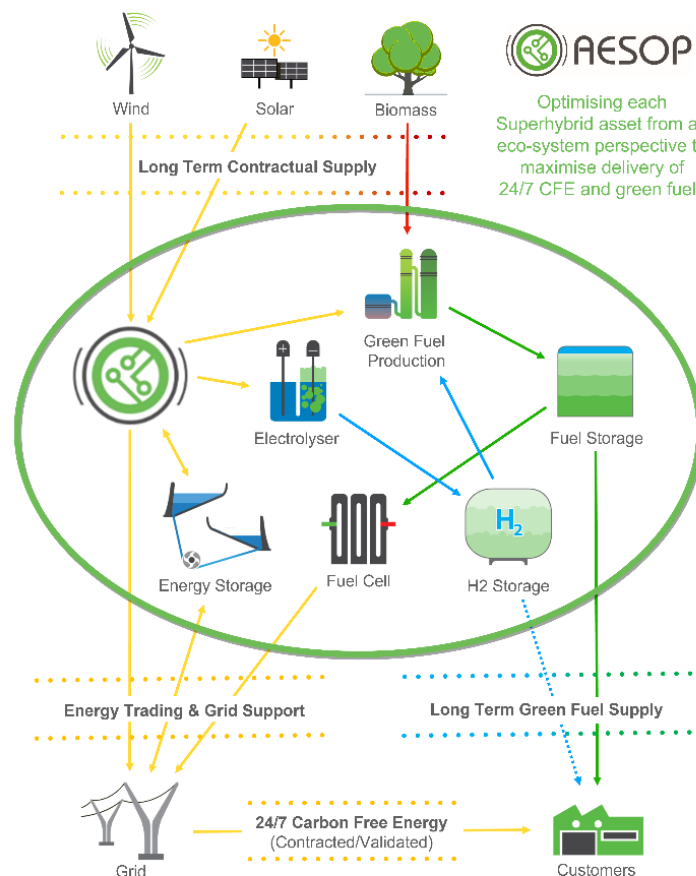 AESOP
Wind
Solar
Biomass
Optimising each
Superhybrid asset from a
eco-system perspective t
maximise delivery of
24/7 CFE and green fuel
Long Term Contractual Supply
Green Fuel
Production
+ −
Electrolyser
Fuel Storage
H2
Energy Storage
Fuel Cell
H2 Storage
Energy Trading & Grid Support
Long Term Green Fuel Supply
24/7 Carbon Free Energy
(Contracted/Validated)
Grid
Customers